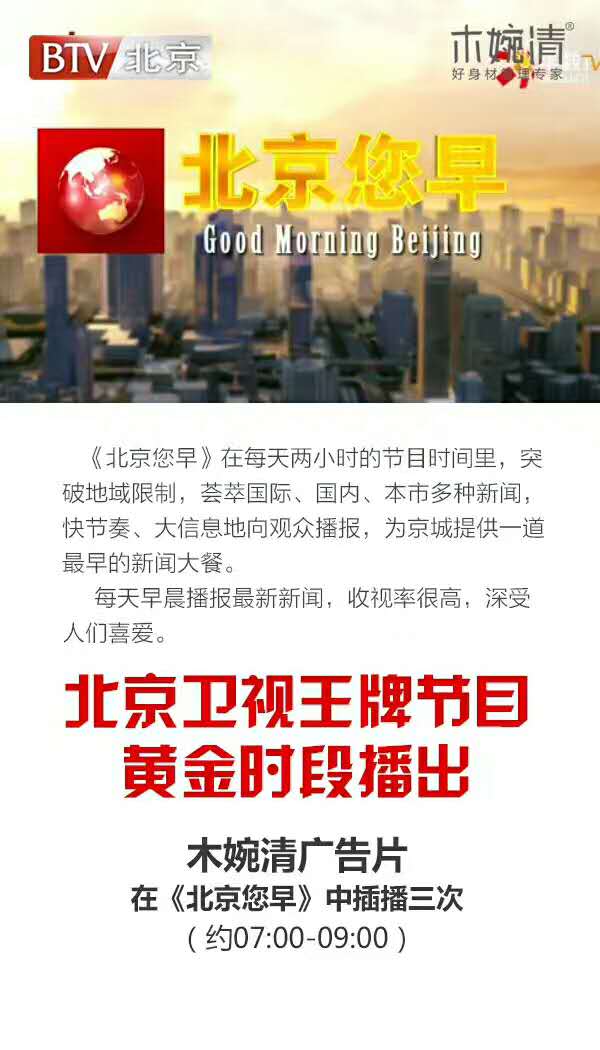 BTV 北京
木婉清®
好身材管理专家
北京您早
Good Morning Beijing
《北京您早》在每天两小时的节目时间里，突
破地域限制，荟萃国际、国内、本市多种新闻，
快节奏、大信息地向观众播报，为京城提供一道
最早的新闻大餐。
每天早晨播报最新新闻，收视率很高，深受
人们喜爱。
北京卫视王牌节目
黄金时段播出
木婉清广告片
在《北京您早》中插播三次
（约07:00-09:00）